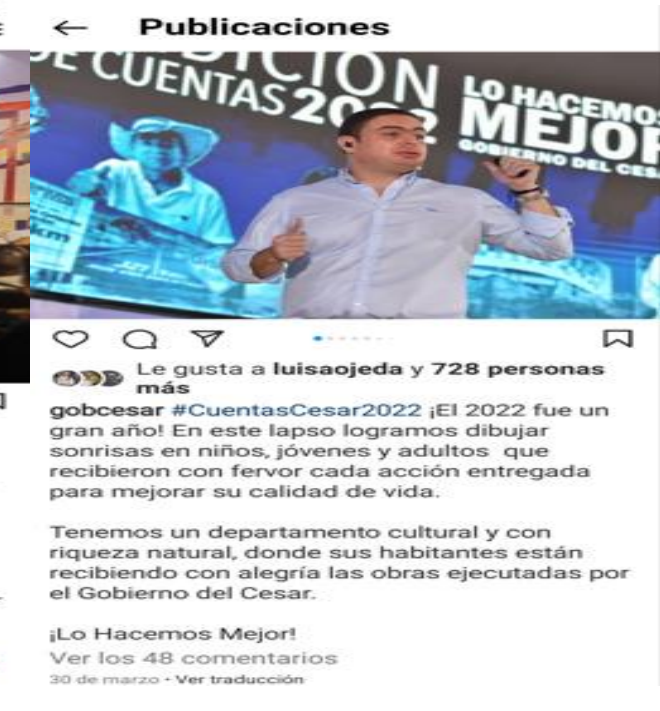 Publicaciones
DICIÓN
DE CUENTAS 2022
LO HACEMOS
MEJOR
GOBIERNO DEL CESA
km
Le gusta a luisaojeda y 728 personas
más
gobcesar #CuentasCesar2022 ¡El 2022 fue un
gran año! En este lapso logramos dibujar
sonrisas en niños, jóvenes y adultos que
recibieron con fervor cada acción entregada
para mejorar su calidad de vida.
Tenemos un departamento cultural y con
riqueza natural, donde sus habitantes están
recibiendo con alegría las obras ejecutadas por
el Gobierno del Cesar.
¡Lo Hacemos Mejor!
Ver los 48 comentarios
30 de marzo • Ver traducción